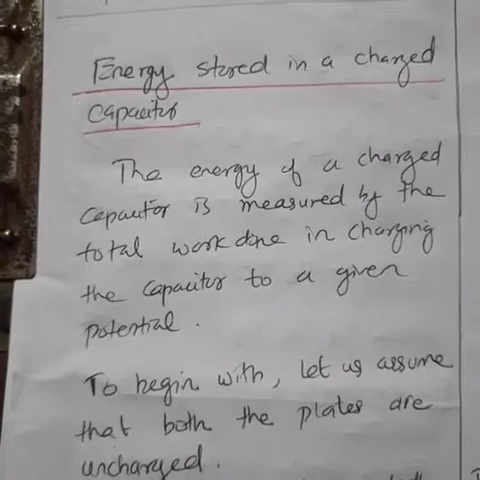 Energy stored in a charged
capacitor
The energy of a charged
capacitor is measured by the
total work done in charging
the capacitor to a given
potential.
To begin with, let us assume
that both the plates are
uncharged.